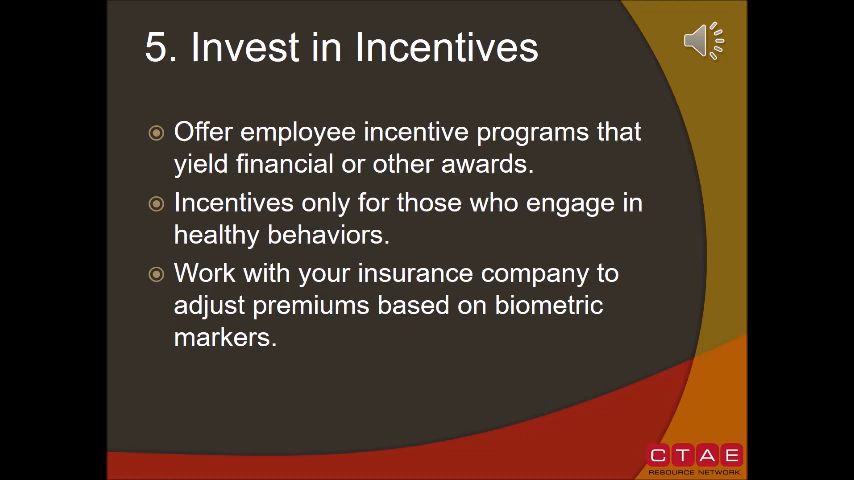 5. Invest in Incentives
Offer employee incentive programs that
yield financial or other awards.
Incentives only for those who engage in
healthy behaviors.
Work with your insurance company to
adjust premiums based on biometric
markers.
CTAE
RESOURCE NETWORK